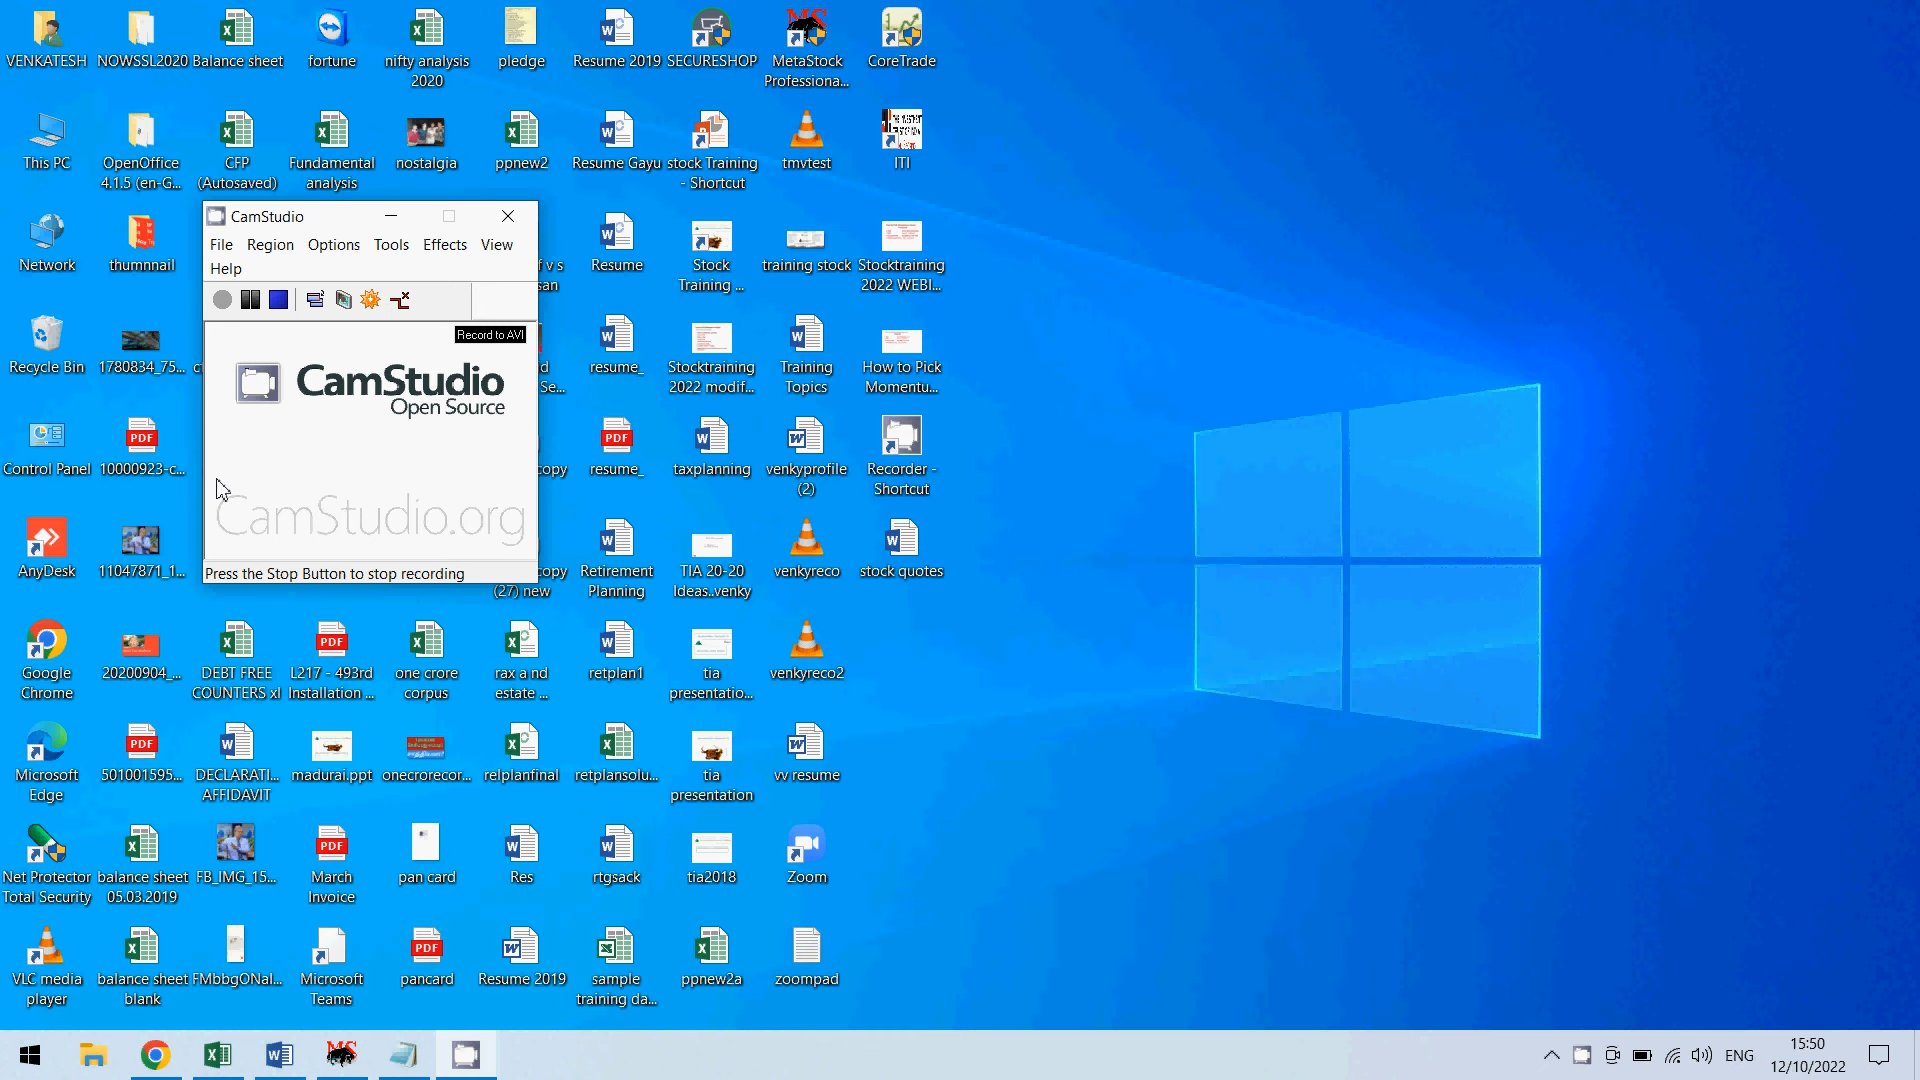 VENKATESH
NOWSSL2020
Balance sheet
fortune
nifty analysis
2020
pledge
Resume 2019
SECURESHOP
MetaStock
Professiona...
CoreTrade
This PC
OpenOffice
4.1.5 (en-G...
CFP
(Autosaved)
Fundamental
analysis
nostalgia
ppnew2
Resume Gayu
stock Training
- Shortcut
tmvtest
ITI
CamStudio
File Region Options Tools Effects View
Help
Record to AVI
CamStudio
Open Source
CamStudio.org
Press the Stop Button to stop recording
Network
thumnnail
f v s
san
Resume
Stock
Training ...
training stock
Stocktraining
2022 WEBI...
Recycle Bin
1780834_75...
Se...
resume_
Stocktraining
2022 modif...
Training
Topics
How to Pick
Momentu...
Control Panel
10000923-c...
copy
resume_
taxplanning
venkyprofile
(2)
Recorder -
Shortcut
AnyDesk
11047871_1...
copy
(27) new
Retirement
Planning
TIA 20-20
Ideas..venky
venkyreco
stock quotes
Google
Chrome
20200904_...
DEBT FREE
COUNTERS xl
L217 - 493rd
Installation ...
one crore
corpus
rax a nd
estate ...
retplan1
tia
presentatio...
venkyreco2
Microsoft
Edge
501001595...
DECLARATI...
AFFIDAVIT
madurai.ppt
onecrorecor...
relplanfinal
retplansolu...
tia
presentation
vv resume
Net Protector
Total Security
balance sheet
05.03.2019
FB_IMG_15...
March
Invoice
pan card
Res
rtgsack
tia2018
Zoom
VLC media
player
balance sheet
blank
FMbbgONal...
Microsoft
Teams
pancard
Resume 2019
sample
training da...
ppnew2a
zoompad
ENG
15:50
12/10/2022